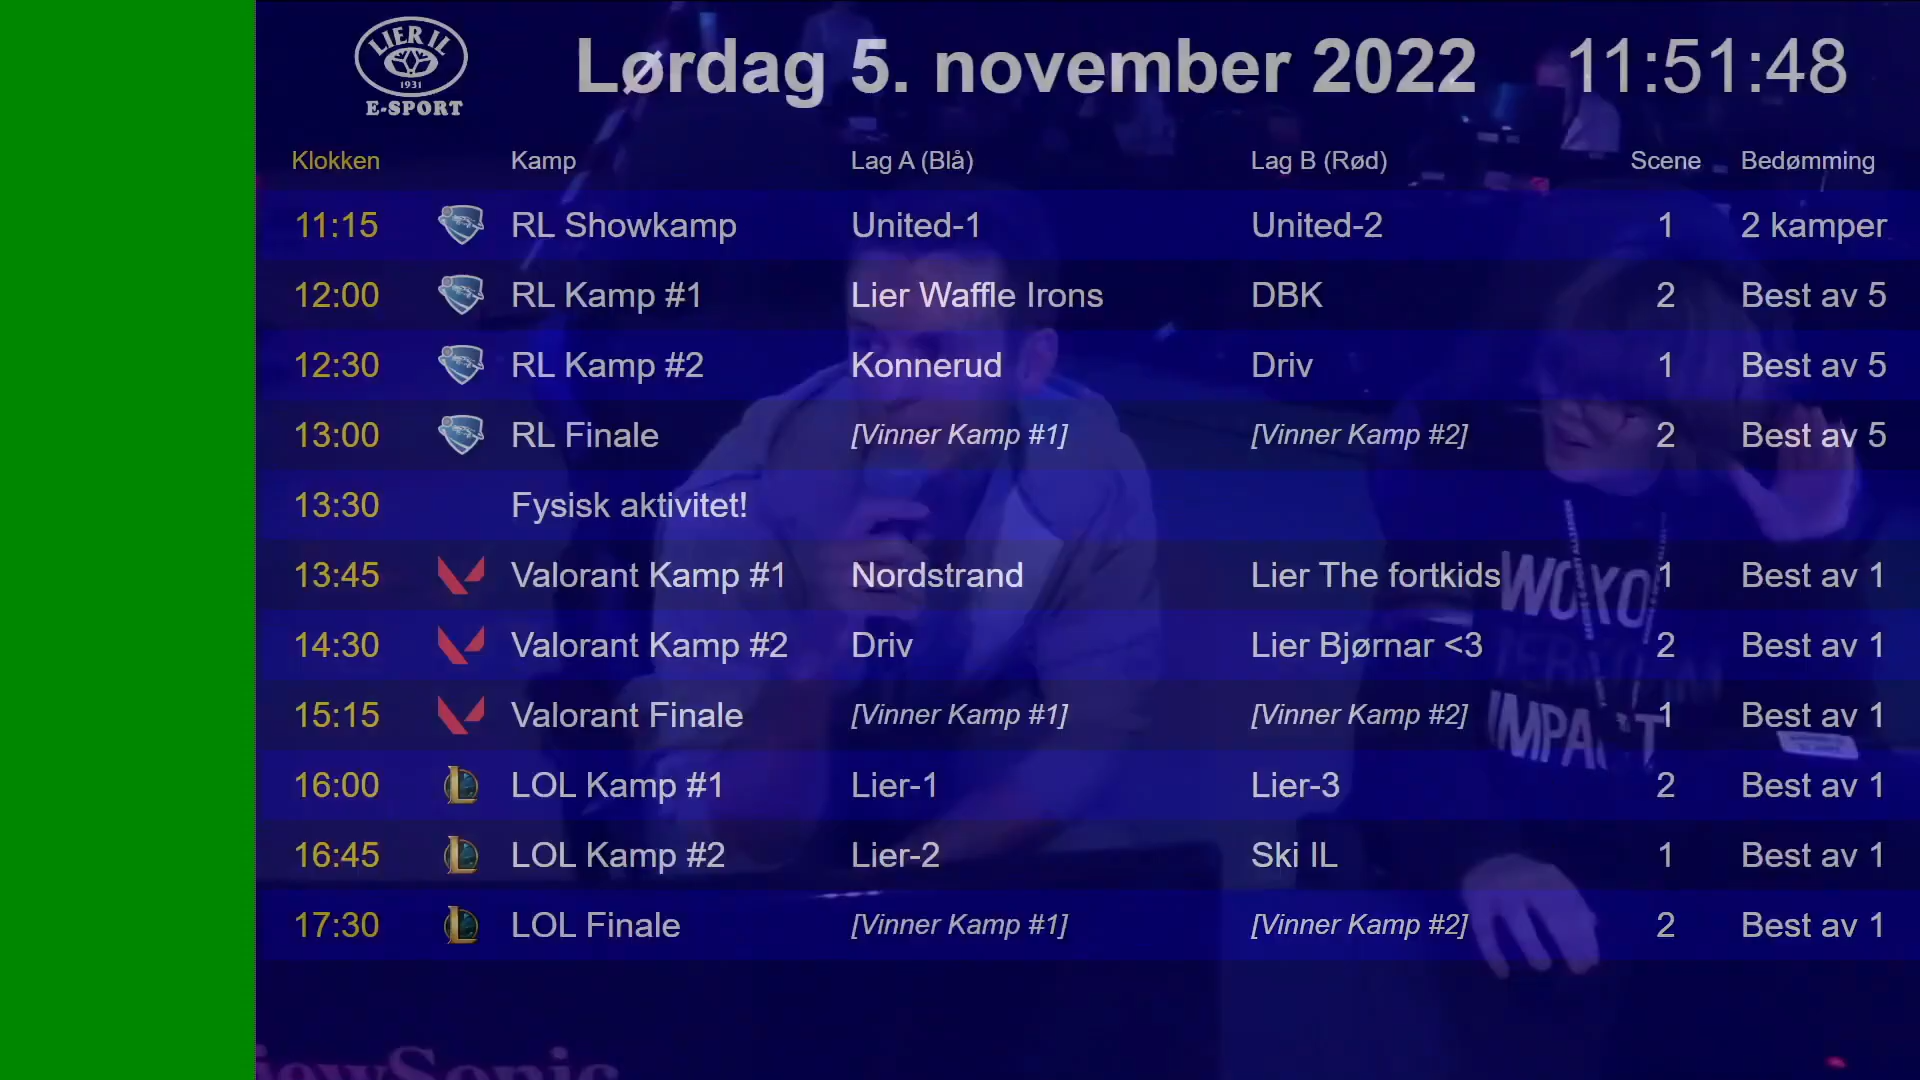 LIER IL
1931
E-SPORT
Lørdag 5. november 2022 11:51:48
Klokken Kamp Lag A (Blå) Lag B (Rød) Scene Bedømming
11:15 RL Showkamp United-1 United-2 1 2 kamper
12:00 RL Kamp #1 Lier Waffle Irons DBK 2 Best av 5
12:30 RL Kamp #2 Konnerud Driv 1 Best av 5
13:00 RL Finale [Vinner Kamp #1] [Vinner Kamp #2] 2 Best av 5
13:30 Fysisk aktivitet!
13:45 Valorant Kamp #1 Nordstrand Lier The fortkids 1 Best av 1
14:30 Valorant Kamp #2 Driv Lier Bjørnar <3 2 Best av 1
15:15 Valorant Finale [Vinner Kamp #1] [Vinner Kamp #2] 1 Best av 1
16:00 LOL Kamp #1 Lier-1 Lier-3 2 Best av 1
16:45 LOL Kamp #2 Lier-2 Ski IL 1 Best av 1
17:30 LOL Finale [Vinner Kamp #1] [Vinner Kamp #2] 2 Best av 1